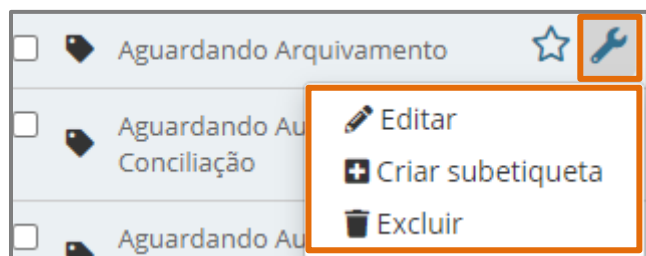 Aguardando Arquivamento
Aguardando Au
Conciliação
Aguardando Au
Editar
Criar subetiqueta
Excluir